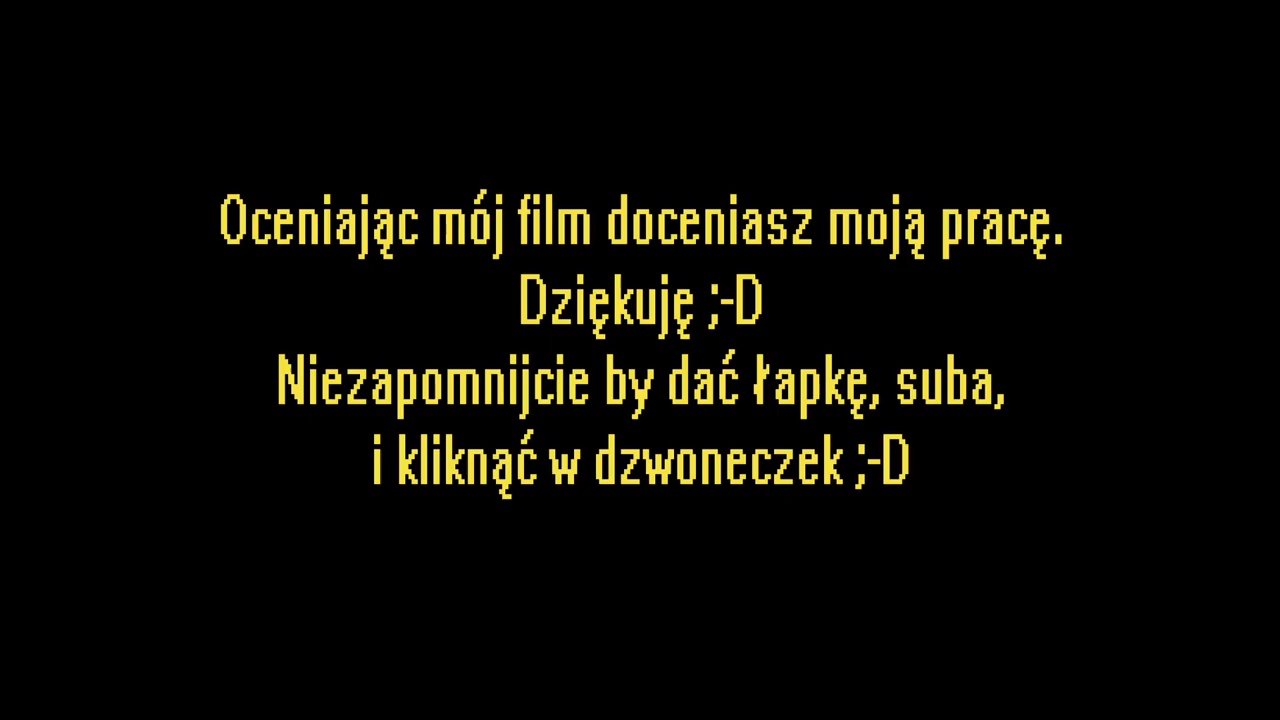 Oceniając mój film doceniasz moją pracę.
Dziękuję ;-D
Niezapomnijcie by dać łapkę, suba,
i kliknąć w dzwoneczek ;-D